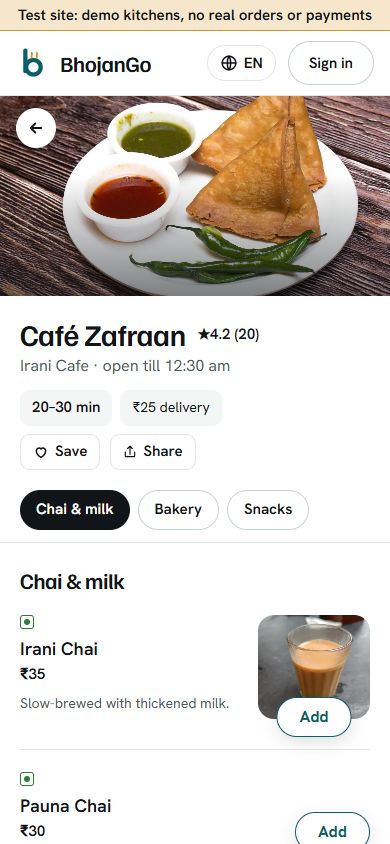 Test site: demo kitchens, no real orders or payments
BhojanGo
EN
Sign in
Café Zafraan ★4.2 (20)
Irani Cafe · open till 12:30 am
20–30 min
₹25 delivery
Save
Share
Chai & milk
Bakery
Snacks
Chai & milk
Irani Chai
₹35
Slow-brewed with thickened milk.
Add
Pauna Chai
₹30
Add